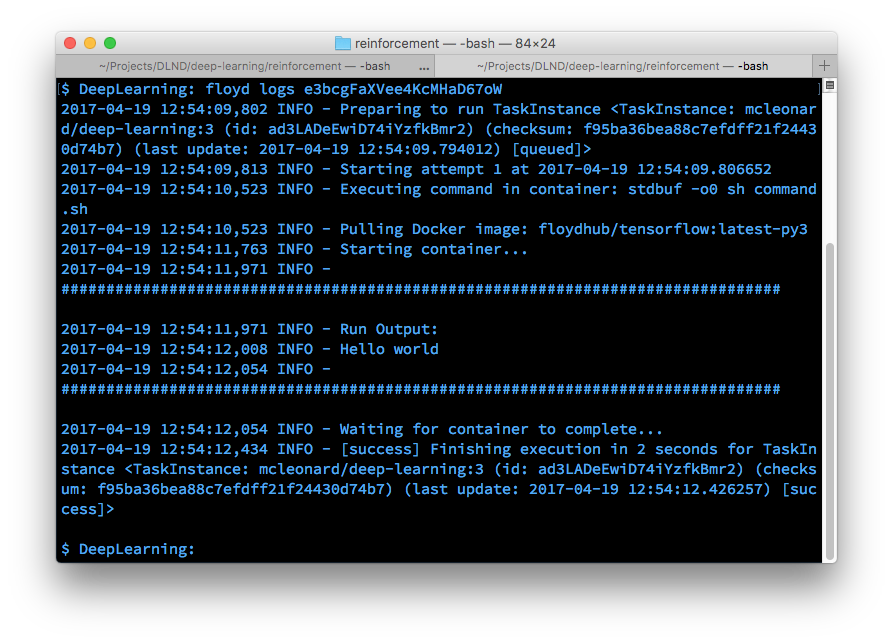 reinforcement — -bash — 84×24
~/Projects/DLND/deep-learning/reinforcement — -bash ... ~/Projects/DLND/deep-learning/reinforcement — -bash +
[$ DeepLearning: floyd logs e3bcgFaXVee4KcMHaD67oW ]
2017-04-19 12:54:09,802 INFO - Preparing to run TaskInstance <TaskInstance: mcleonar
d/deep-learning:3 (id: ad3LADeEwiD74iYzfkBmr2) (checksum: f95ba36bea88c7efdff21f2443
0d74b7) (last update: 2017-04-19 12:54:09.794012) [queued]>
2017-04-19 12:54:09,813 INFO - Starting attempt 1 at 2017-04-19 12:54:09.806652
2017-04-19 12:54:10,523 INFO - Executing command in container: stdbuf -o0 sh command
.sh
2017-04-19 12:54:10,523 INFO - Pulling Docker image: floydhub/tensorflow:latest-py3
2017-04-19 12:54:11,763 INFO - Starting container...
2017-04-19 12:54:11,971 INFO -
################################################################################
2017-04-19 12:54:11,971 INFO - Run Output:
2017-04-19 12:54:12,008 INFO - Hello world
2017-04-19 12:54:12,054 INFO -
################################################################################
2017-04-19 12:54:12,054 INFO - Waiting for container to complete...
2017-04-19 12:54:12,434 INFO - [success] Finishing execution in 2 seconds for TaskIn
stance <TaskInstance: mcleonard/deep-learning:3 (id: ad3LADeEwiD74iYzfkBmr2) (checks
um: f95ba36bea88c7efdff21f24430d74b7) (last update: 2017-04-19 12:54:12.426257) [suc
cess]>
$ DeepLearning: